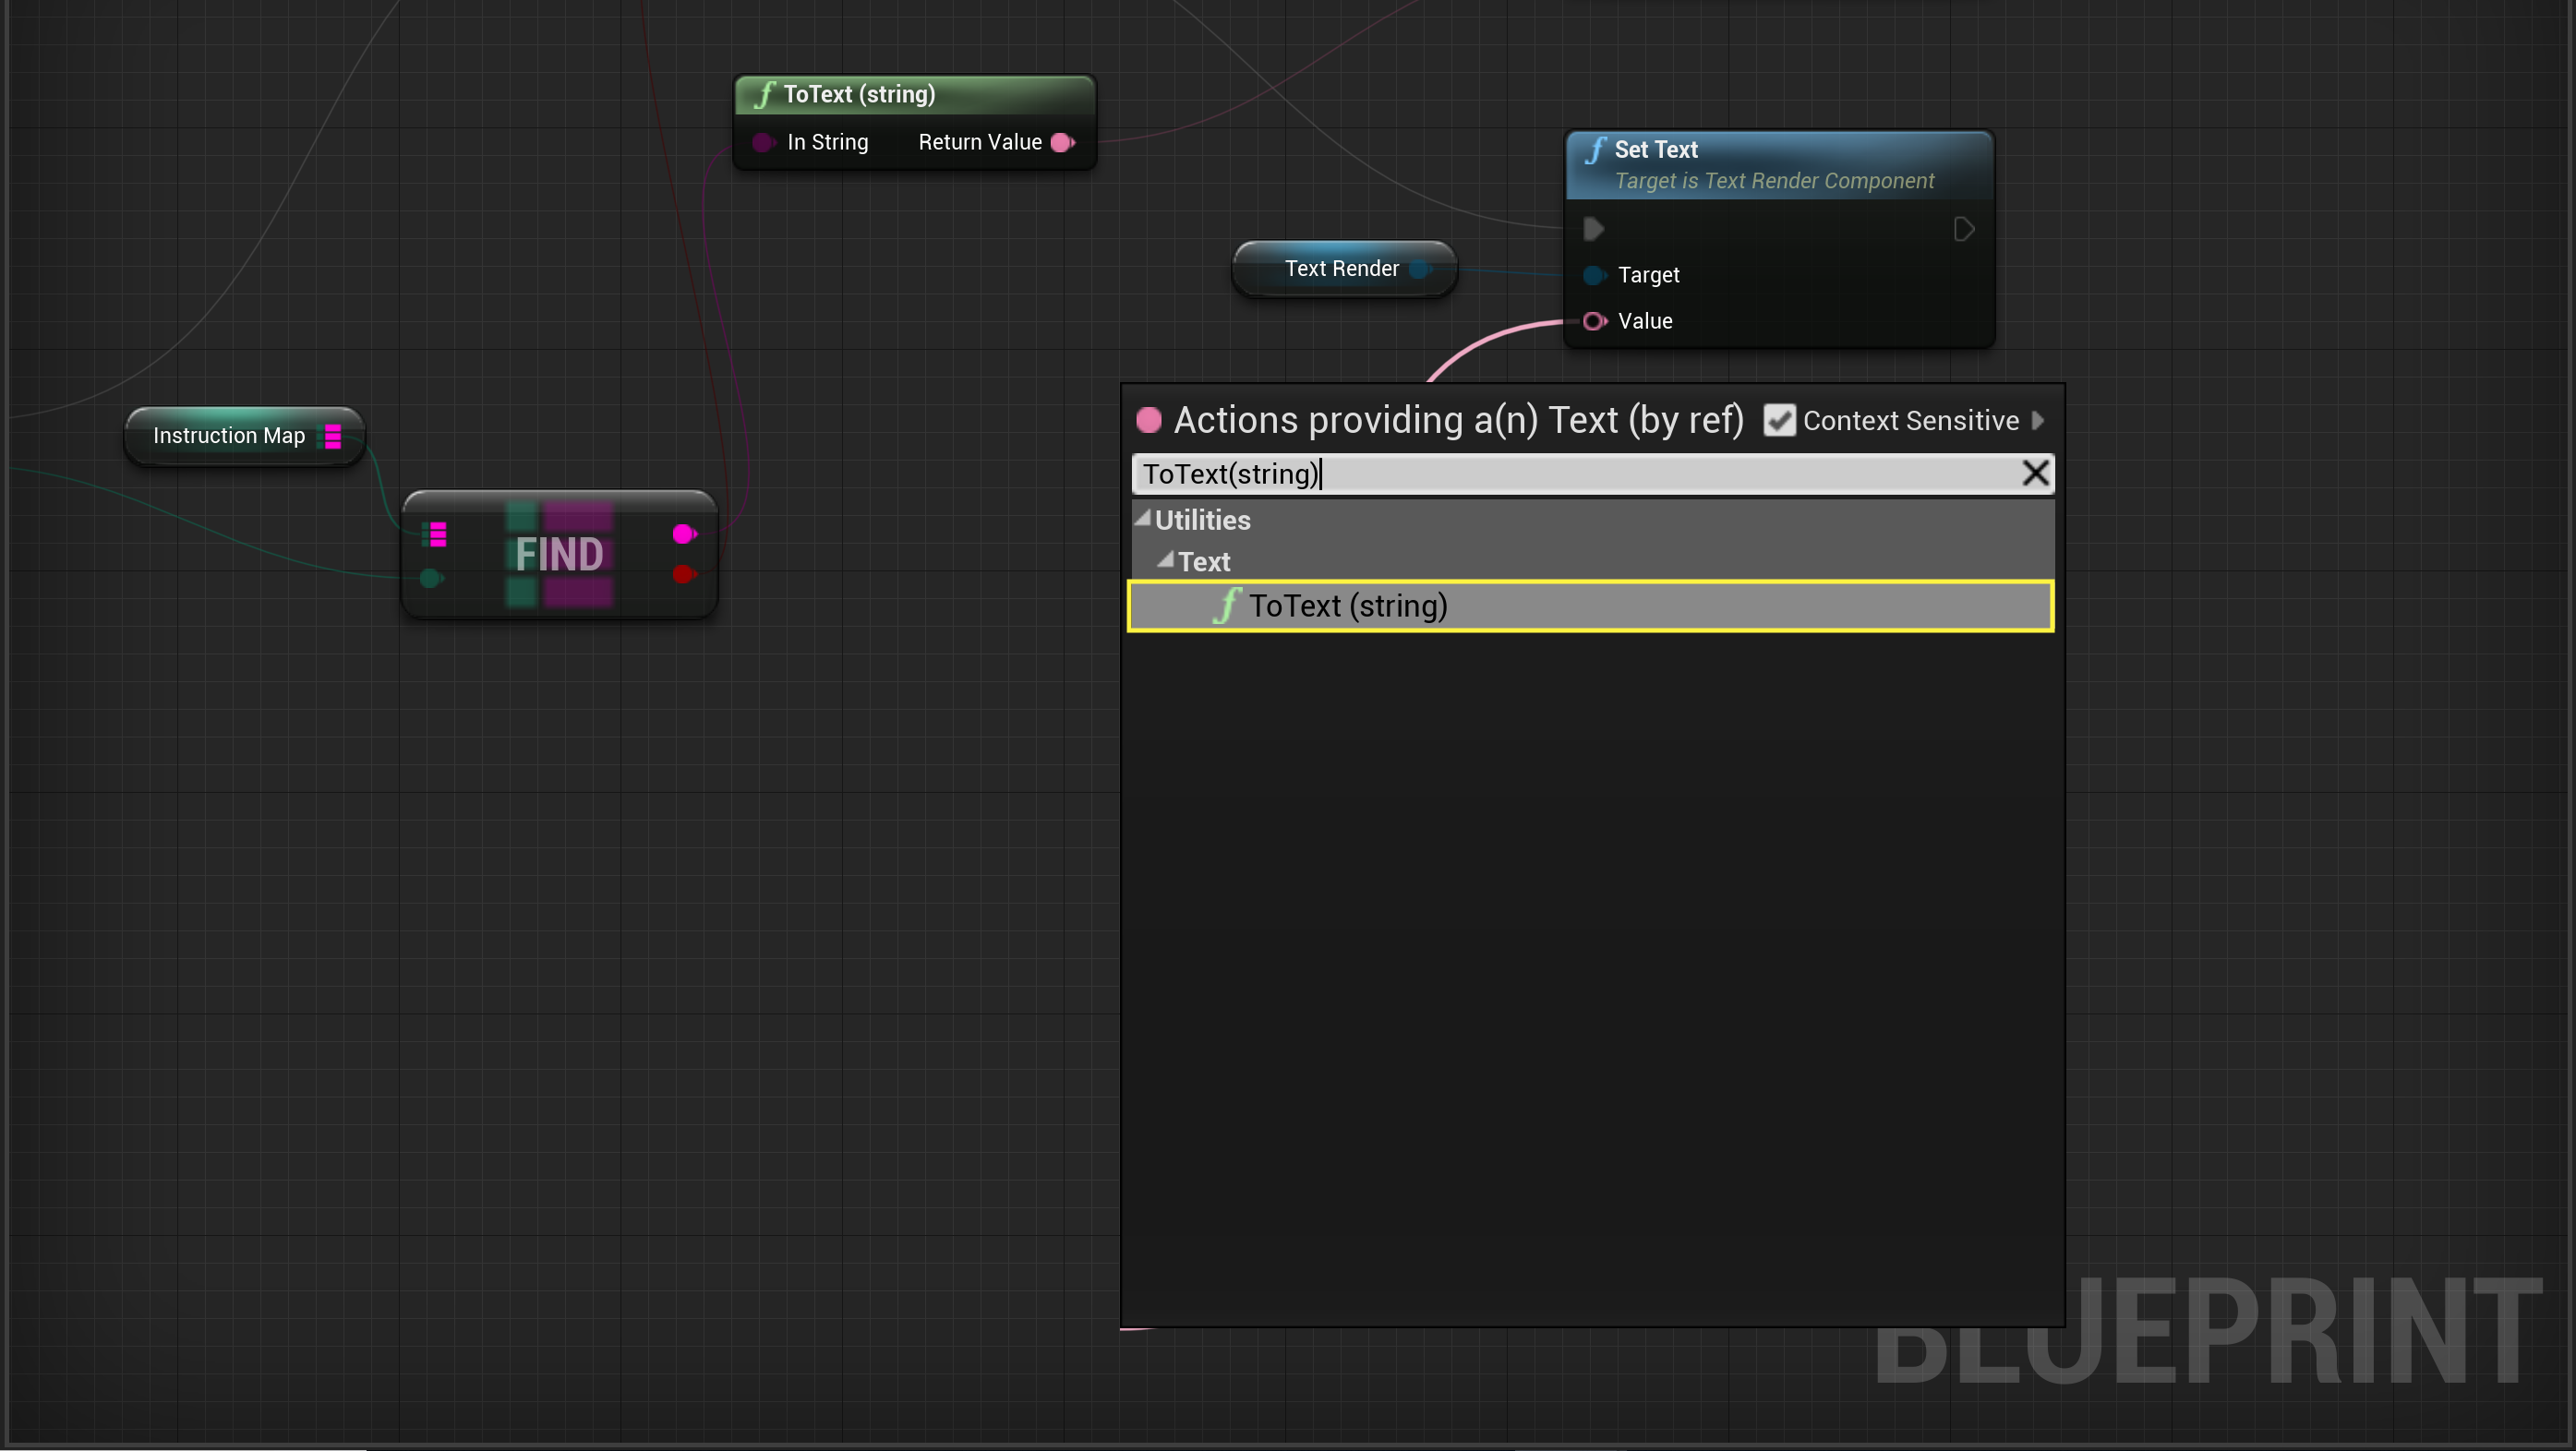 ToText (string)
In String
Return Value
Set Text
Target is Text Render Component
Text Render
Target
Value
Instruction Map
FIND
Actions providing a(n) Text (by ref)
Context Sensitive
ToText(string)
Utilities
Text
ToText (string)
BLUEPRINT